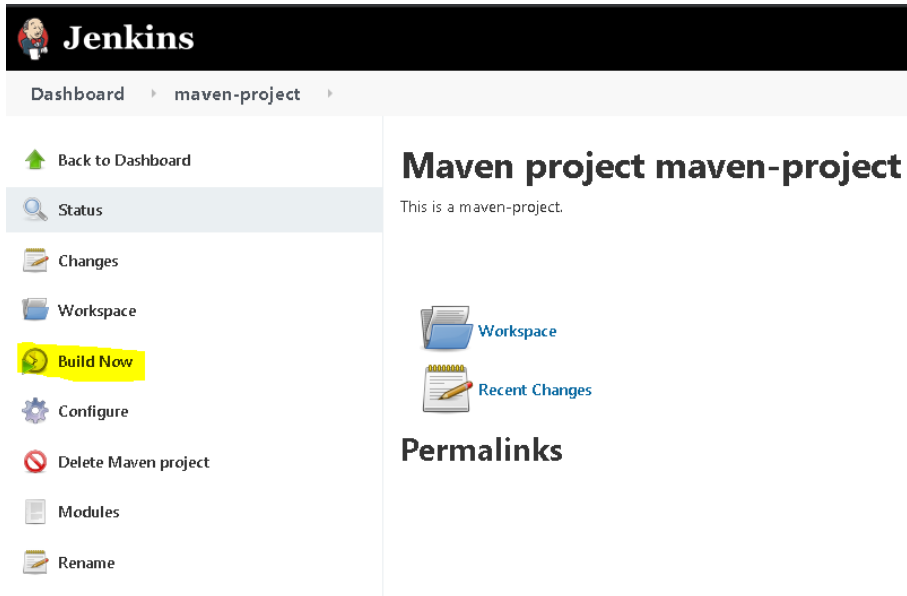 Jenkins
Dashboard maven-project
Back to Dashboard
Status
Changes
Workspace
Build Now
Configure
Delete Maven project
Modules
Rename
Maven project maven-project
This is a maven-project.
Workspace
Recent Changes
Permalinks